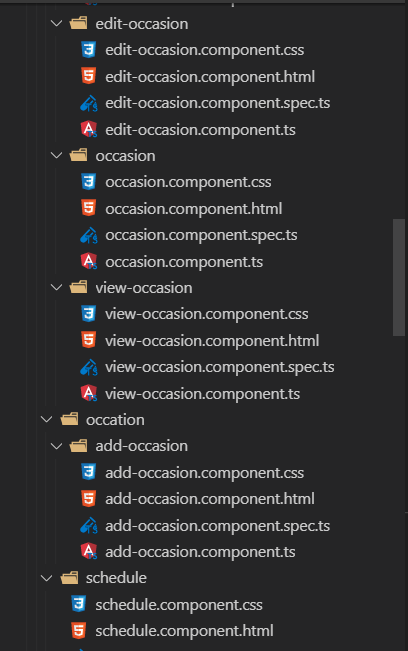 edit-occasion
edit-occasion.component.css
edit-occasion.component.html
edit-occasion.component.spec.ts
edit-occasion.component.ts
occasion
occasion.component.css
occasion.component.html
occasion.component.spec.ts
occasion.component.ts
view-occasion
view-occasion.component.css
view-occasion.component.html
view-occasion.component.spec.ts
view-occasion.component.ts
occation
add-occasion
add-occasion.component.css
add-occasion.component.html
add-occasion.component.spec.ts
add-occasion.component.ts
schedule
schedule.component.css
schedule.component.html